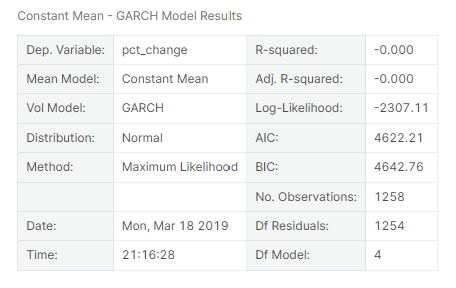 Constant Mean - GARCH Model Results
Dep. Variable: pct_change R-squared: -0.000
Mean Model: Constant Mean Adj. R-squared: -0.000
Vol Model: GARCH Log-Likelihood: -2307.11
Distribution: Normal AIC: 4622.21
Method: Maximum Likelihood BIC: 4642.76
No. Observations: 1258
Date: Mon, Mar 18 2019 Df Residuals: 1254
Time: 21:16:28 Df Model: 4